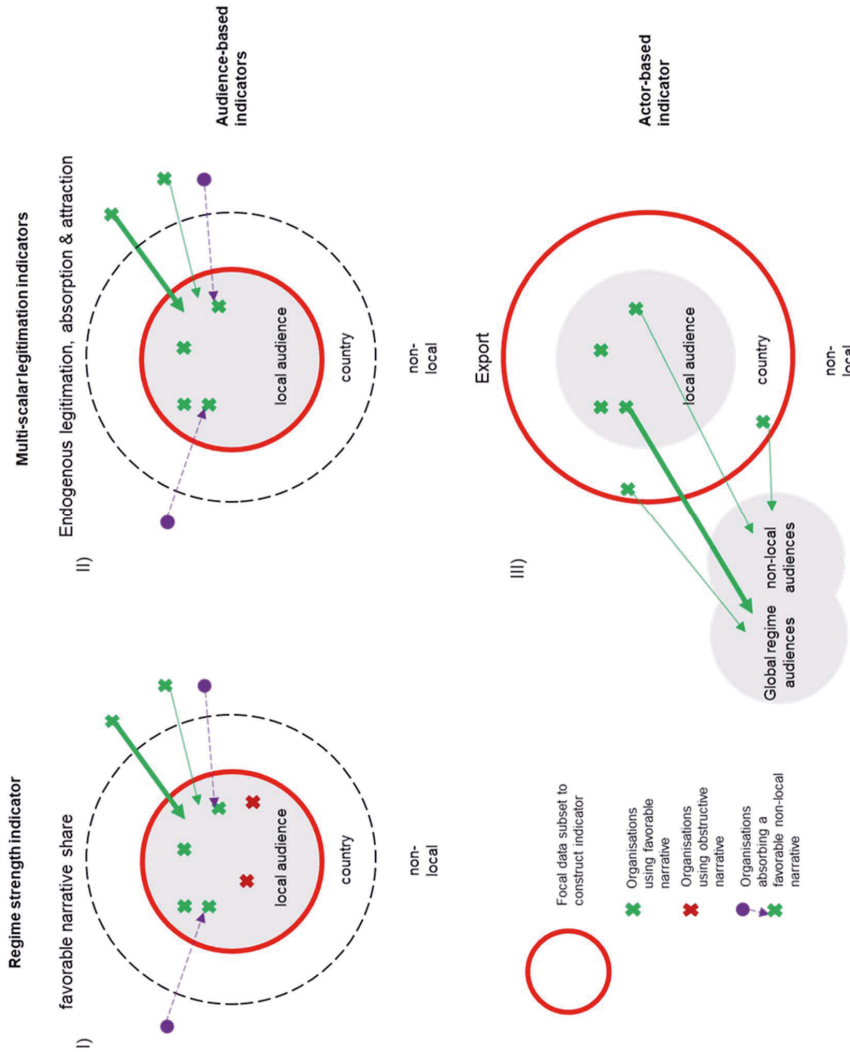 Regime strength indicator
Multi-scalar legitimation indicators
I)
favorable narrative share
local audience
country
non-
local
II)
Endogenous legitimation, absorption & attraction
local audience
country
non-
local
Audience-based
indicators
Focal data subset to
construct indicator
Organisations
using favorable
narrative
Organisations
using obstructive
narrative
Organisations
absorbing a
favorable non-local
narrative
III)
Export
local audience
country
non-
local
Global regime
audiences
non-local
audiences
Actor-based
indicator